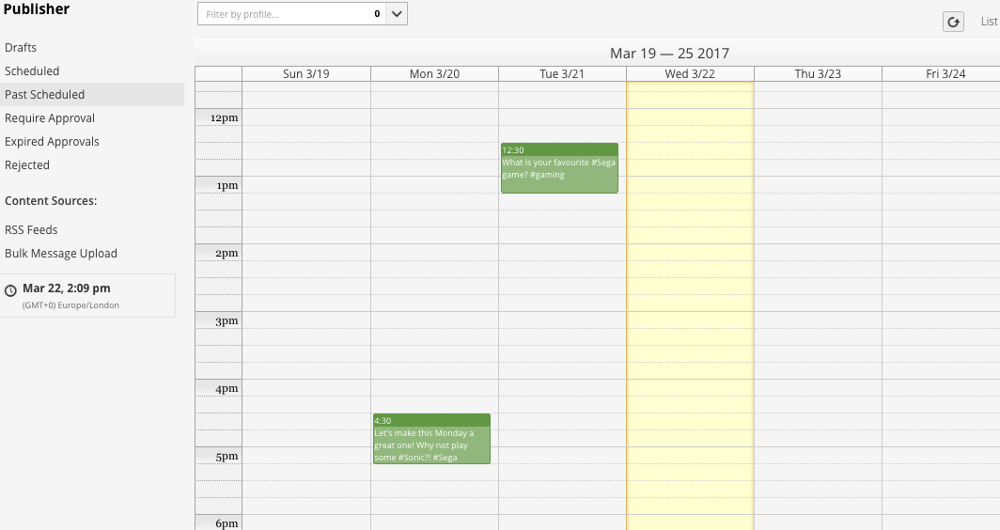 Publisher
Filter by profile...
0
List
Drafts
Scheduled
Past Scheduled
Require Approval
Expired Approvals
Rejected
Content Sources:
RSS Feeds
Bulk Message Upload
Mar 22, 2:09 pm
(GMT+0) Europe/London
Mar 19 — 25 2017
Sun 3/19
Mon 3/20
Tue 3/21
Wed 3/22
Thu 3/23
Fri 3/24
12pm
12:30
What is your favourite #Sega
game? #gaming
1pm
2pm
3pm
4pm
4:30
Let's make this Monday a
great one! Why not play
some #Sonic?! #Sega
5pm
6pm